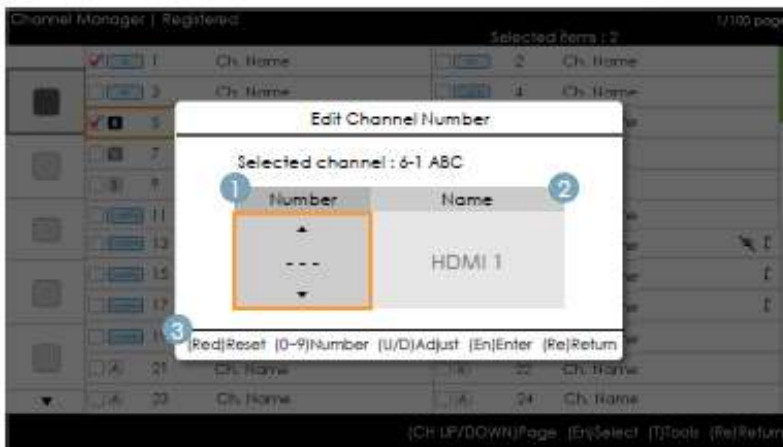 Channel Manager | Registered 1/100 page
Selected items : 2
1 Ch. Name 2 Ch. Name
3 Ch. Name 4 Ch. Name
5
7
9
11
13
15
17
21 Ch. Name 22 Ch. Name
23 Ch. Name 24 Ch. Name
Edit Channel Number
Selected channel : 6-1 ABC
1 2
Number Name
---
HDMI 1
3
(Red)Reset (0~9)Number (U/D)Adjust (En)Enter (Re)Return
(CH UP/DOWN)Page (En)Select (T)Tools (Re)Return